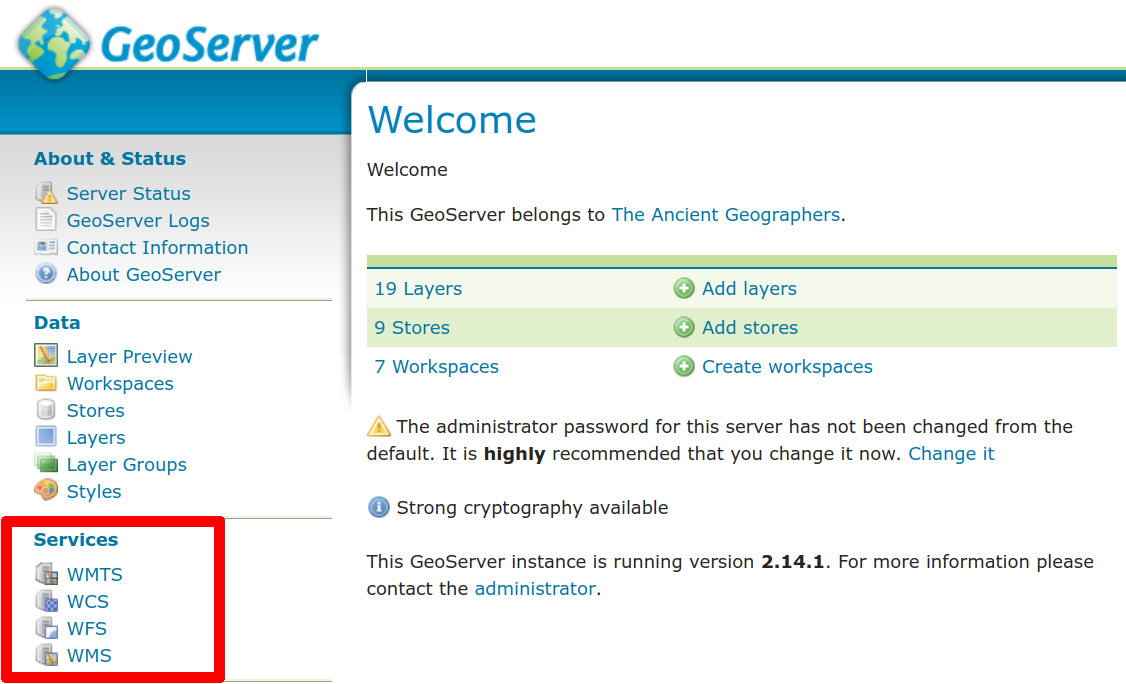 GeoServer
About & Status
Server Status
GeoServer Logs
Contact Information
About GeoServer
Data
Layer Preview
Workspaces
Stores
Layers
Layer Groups
Styles
Services
WMTS
WCS
WFS
WMS
Welcome
Welcome
This GeoServer belongs to The Ancient Geographers.
19 Layers Add layers
9 Stores Add stores
7 Workspaces Create workspaces
The administrator password for this server has not been changed from the
default. It is highly recommended that you change it now. Change it
Strong cryptography available
This GeoServer instance is running version 2.14.1. For more information please
contact the administrator.